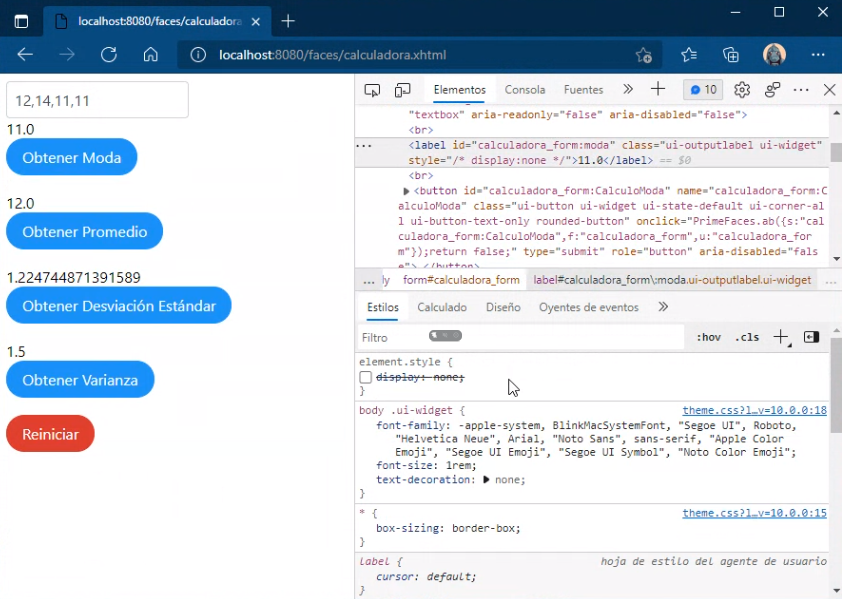 localhost:8080/faces/calculadora
localhost:8080/faces/calculadora.xhtml
12,14,11,11
11.0
Obtener Moda
12.0
Obtener Promedio
1.224744871391589
Obtener Desviación Estándar
1.5
Obtener Varianza
Reiniciar
Elementos
Consola
Fuentes
10
"textbox" aria-readonly="false" aria-disabled="false">
<br>
<label id="calculadora_form:moda" class="ui-outputlabel ui-widget"
style="/* display:none */">11.0</label> == $0
<br>
<button id="calculadora_form:CalculoModa" name="calculadora_form:C
alculoModa" class="ui-button ui-widget ui-state-default ui-corner-al
l ui-button-text-only rounded-button" onclick="PrimeFaces.ab({s:"cal
culadora_form:CalculoModa",f:"calculadora_form",u:"calculadora_for
m"});return false;" type="submit" role="button" aria-disabled="fals
e"> </button>
... ly form#calculadora_form label#calculadora_form\:moda.ui-outputlabel.ui-widget ...
Estilos
Calculado
Diseño
Oyentes de eventos
Filtro
:hov
.cls
element.style {
display: none;
}
body .ui-widget {
theme.css?l…v=10.0.0:18
font-family: -apple-system, BlinkMacSystemFont, "Segoe UI", Roboto,
"Helvetica Neue", Arial, "Noto Sans", sans-serif, "Apple Color
Emoji", "Segoe UI Emoji", "Segoe UI Symbol", "Noto Color Emoji";
font-size: 1rem;
text-decoration: none;
}
* {
theme.css?l…v=10.0.0:15
box-sizing: border-box;
}
label {
hoja de estilo del agente de usuario
cursor: default;
}